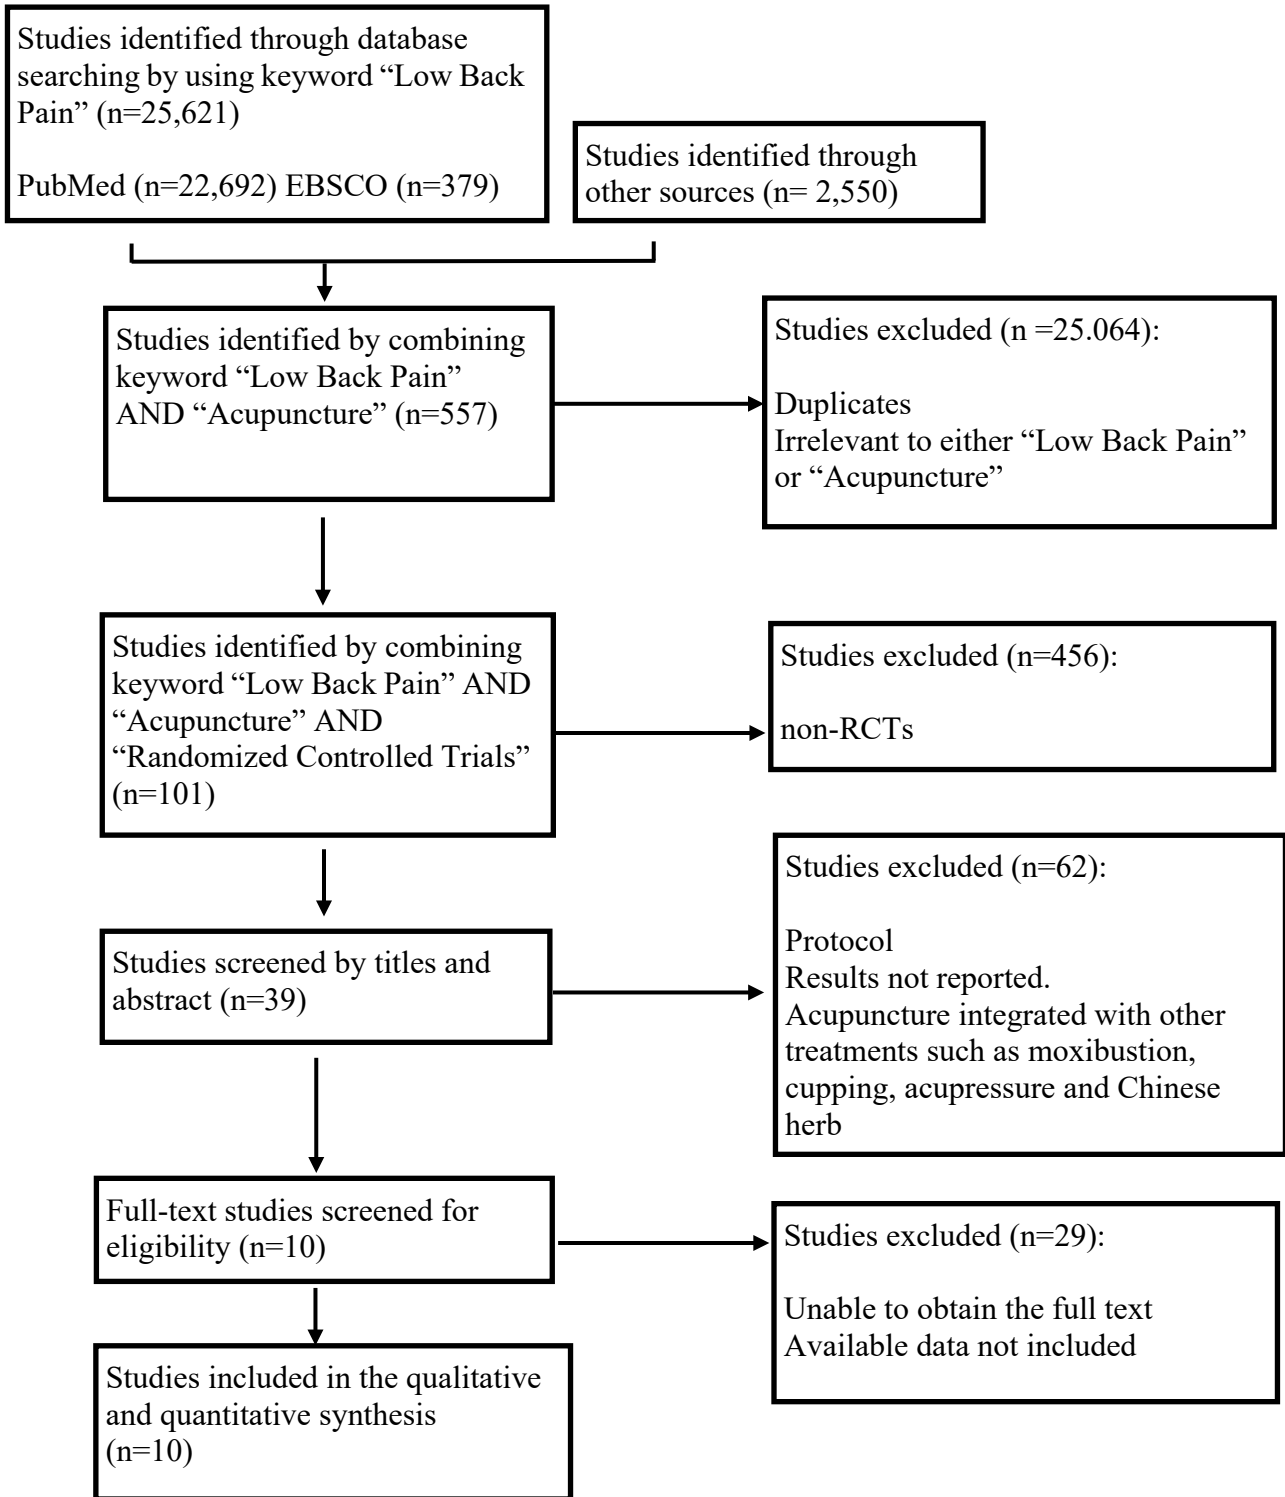 Studies identified through database
searching by using keyword “Low Back
Pain” (n=25,621)
PubMed (n=22,692) EBSCO (n=379)
Studies identified through
other sources (n= 2,550)
Studies identified by combining
keyword “Low Back Pain”
AND “Acupuncture” (n=557)
Studies excluded (n =25.064):
Duplicates
Irrelevant to either “Low Back Pain”
or “Acupuncture”
Studies identified by combining
keyword “Low Back Pain” AND
“Acupuncture” AND
“Randomized Controlled Trials”
(n=101)
Studies excluded (n=456):
non-RCTs
Studies screened by titles and
abstract (n=39)
Studies excluded (n=62):
Protocol
Results not reported.
Acupuncture integrated with other
treatments such as moxibustion,
cupping, acupressure and Chinese
herb
Full-text studies screened for
eligibility (n=10)
Studies excluded (n=29):
Unable to obtain the full text
Available data not included
Studies included in the qualitative
and quantitative synthesis
(n=10)